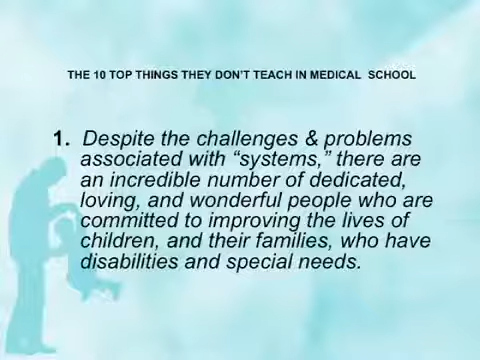 THE 10 TOP THINGS THEY DON'T TEACH IN MEDICAL SCHOOL
1. Despite the challenges & problems
associated with “systems,” there are
an incredible number of dedicated,
loving, and wonderful people who are
committed to improving the lives of
children, and their families, who have
disabilities and special needs.